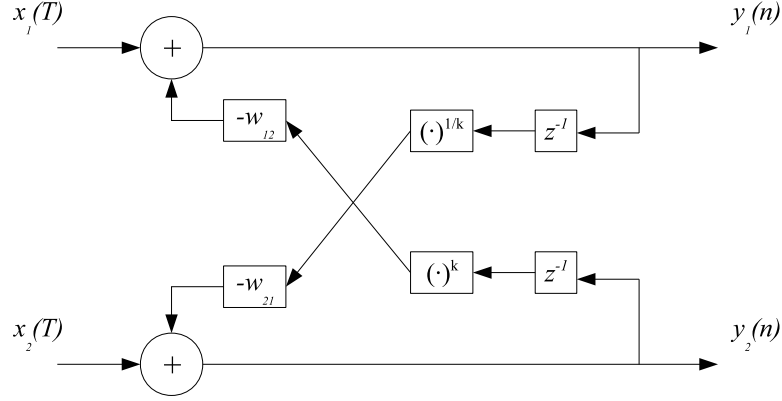 x₁(T) y₁(n)
+
-w₁₂ (·)^{1/k} z⁻¹
-w₂₁ (·)^k z⁻¹
x₂(T) y₂(n)
+